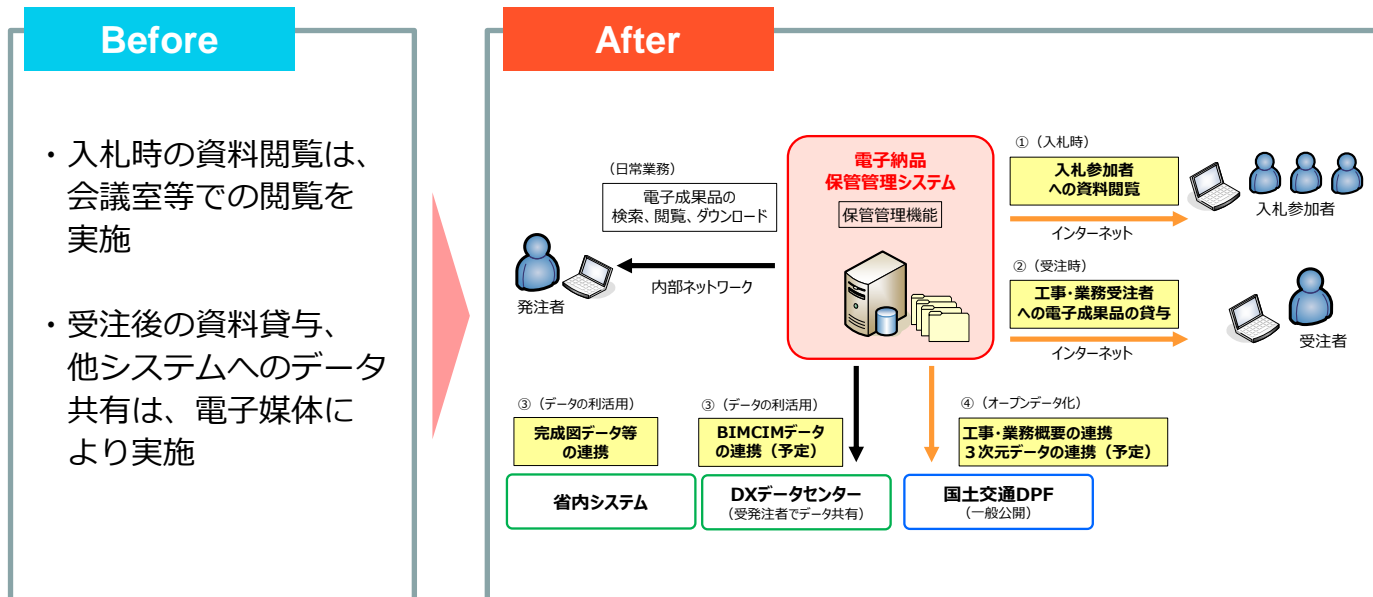 Before
・入札時の資料閲覧は、
会議室等での閲覧を
実施
・受注後の資料貸与、
他システムへのデータ
共有は、電子媒体に
より実施
After
（日常業務）
電子成果品の
検索、閲覧、ダウンロード
内部ネットワーク
発注者
電子納品
保管管理システム
保管管理機能
①（入札時）
入札参加者
への資料閲覧
インターネット
入札参加者
②（受注時）
工事・業務受注者
への電子成果品の貸与
インターネット
受注者
③（データの利活用）
完成図データ等
の連携
省内システム
③（データの利活用）
BIMCIMデータ
の連携（予定）
DXデータセンター
（受発注者でデータ共有）
④（オープンデータ化）
工事・業務概要の連携
３次元データの連携（予定）
国土交通DPF
（一般公開）